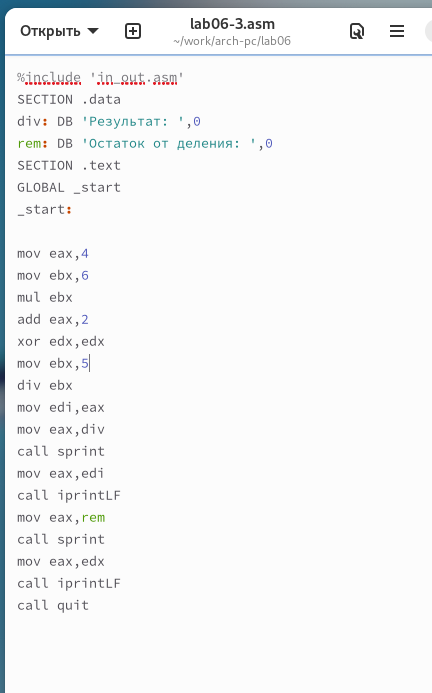 Открыть
lab06-3.asm
~/work/arch-pc/lab06
%include 'in_out.asm'
SECTION .data
div: DB 'Результат: ',0
rem: DB 'Остаток от деления: ',0
SECTION .text
GLOBAL _start
_start:
mov eax,4
mov ebx,6
mul ebx
add eax,2
xor edx,edx
mov ebx,5
div ebx
mov edi,eax
mov eax,div
call sprint
mov eax,edi
call iprintLF
mov eax,rem
call sprint
mov eax,edx
call iprintLF
call quit